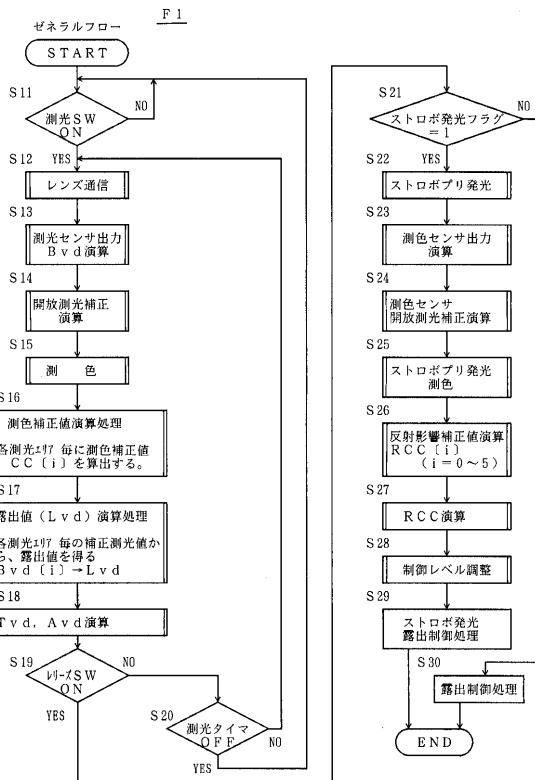 F1
ゼネラルフロー
START
S11
測光SW
ON
NO
YES
S12
レンズ通信
S13
測光センサ出力
Bvd演算
S14
開放測光補正
演算
S15
測 色
S16
測色補正値演算処理
各測光エリア 毎に測色補正値
CC〔i〕を算出する。
S17
露出値（Lvd）演算処理
各測光エリア 毎の補正測光値か
ら、露出値を得る
Bvd〔i〕→Lvd
S18
Tvd，Avd演算
S19
レリーズSW
ON
NO
YES
S20
測光タイマ
OFF
NO
YES
S21
ストロボ発光フラグ
＝1
NO
YES
S22
ストロボプリ発光
S23
測色センサ出力
演算
S24
測色センサ
開放測光補正演算
S25
ストロボプリ発光
測色
S26
反射影響補正値演算
RCC〔i〕
（i＝0～5）
S27
RCC演算
S28
制御レベル調整
S29
ストロボ発光
露出制御処理
S30
露出制御処理
END